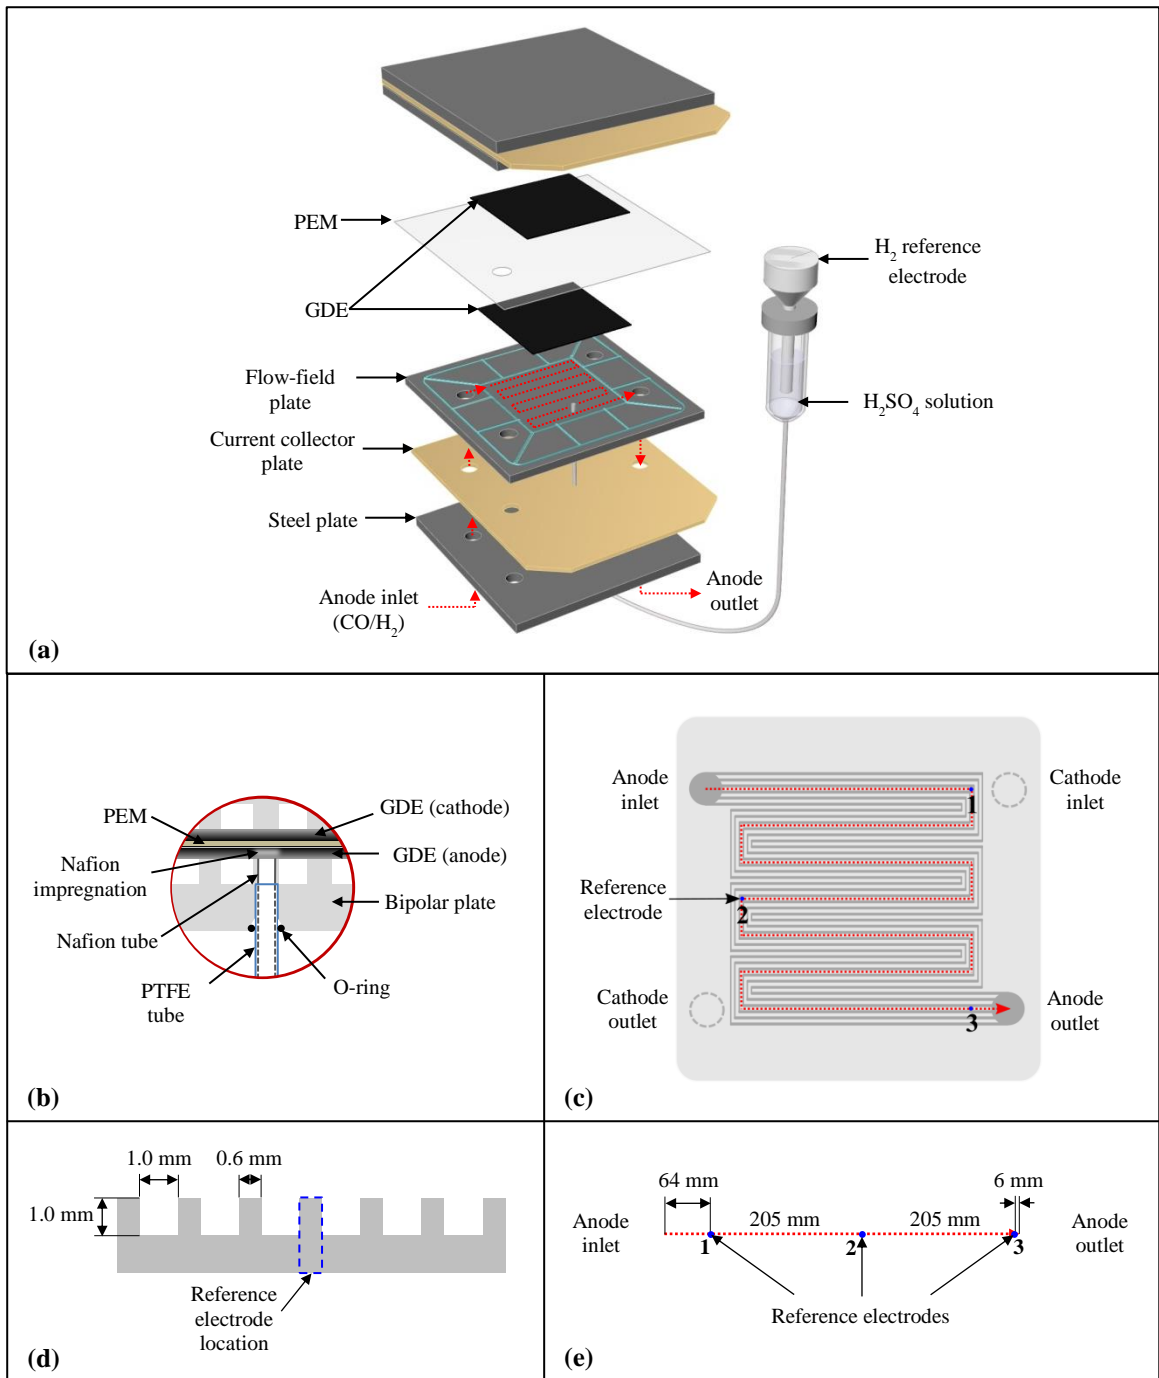 PEM
GDE
H2 reference
electrode
Flow-field
plate
H2SO4 solution
Current collector
plate
Steel plate
Anode inlet
(CO/H2)
Anode
outlet
(a)
PEM
GDE (cathode)
GDE (anode)
Nafion
impregnation
Bipolar plate
Nafion tube
PTFE
tube
O-ring
(b)
Anode
inlet
Cathode
inlet
1
Reference
electrode
2
Cathode
outlet
3
Anode
outlet
(c)
1.0 mm
0.6 mm
1.0 mm
Reference
electrode
location
(d)
64 mm
6 mm
Anode
inlet
205 mm
205 mm
Anode
outlet
1
2
3
Reference electrodes
(e)